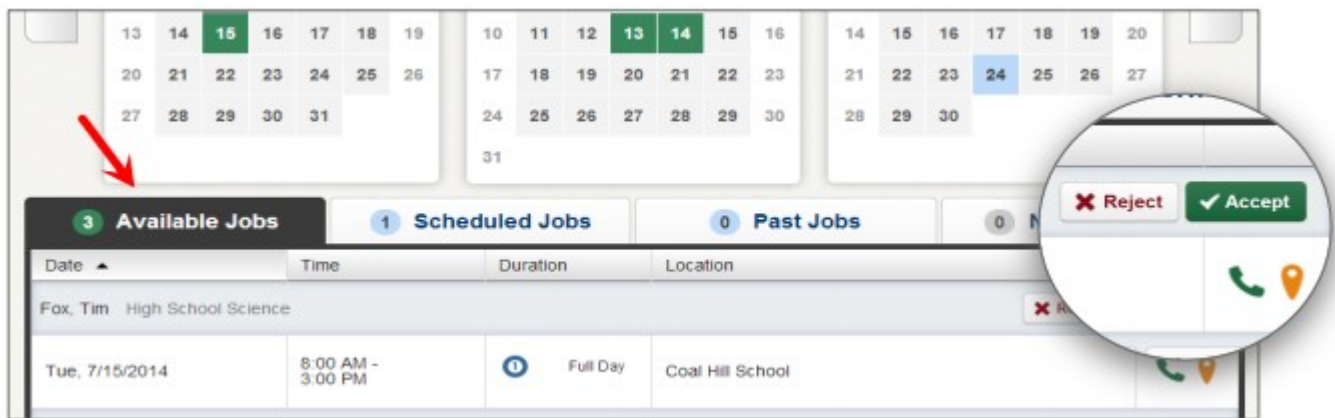 13 14 15 16 17 18 19 10 11 12 13 14 15 16 14 15 16 17 18 19 20
20 21 22 23 24 25 26 17 18 19 20 21 22 23 21 22 23 24 25 26 27
27 28 29 30 31 24 25 26 27 28 29 30 28 29 30
31
Reject Accept
3 Available Jobs 1 Scheduled Jobs 0 Past Jobs 0
Date Time Duration Location
Fox, Tim High School Science
Tue, 7/15/2014 8:00 AM - Full Day Coal Hill School
3:00 PM